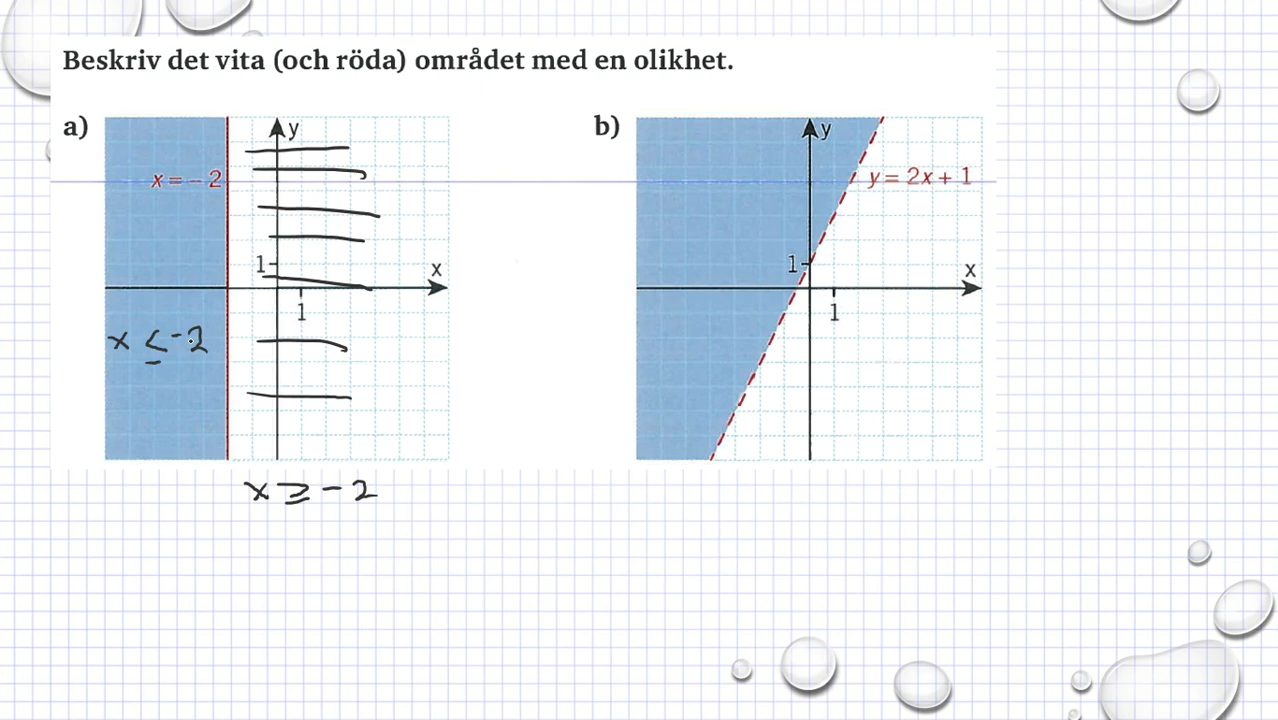 Beskriv det vita (och röda) området med en olikhet.
a)
y
x = – 2
1
x
1
x ≤ -2
x ≥ - 2
b)
y
y = 2x + 1
1
x
1